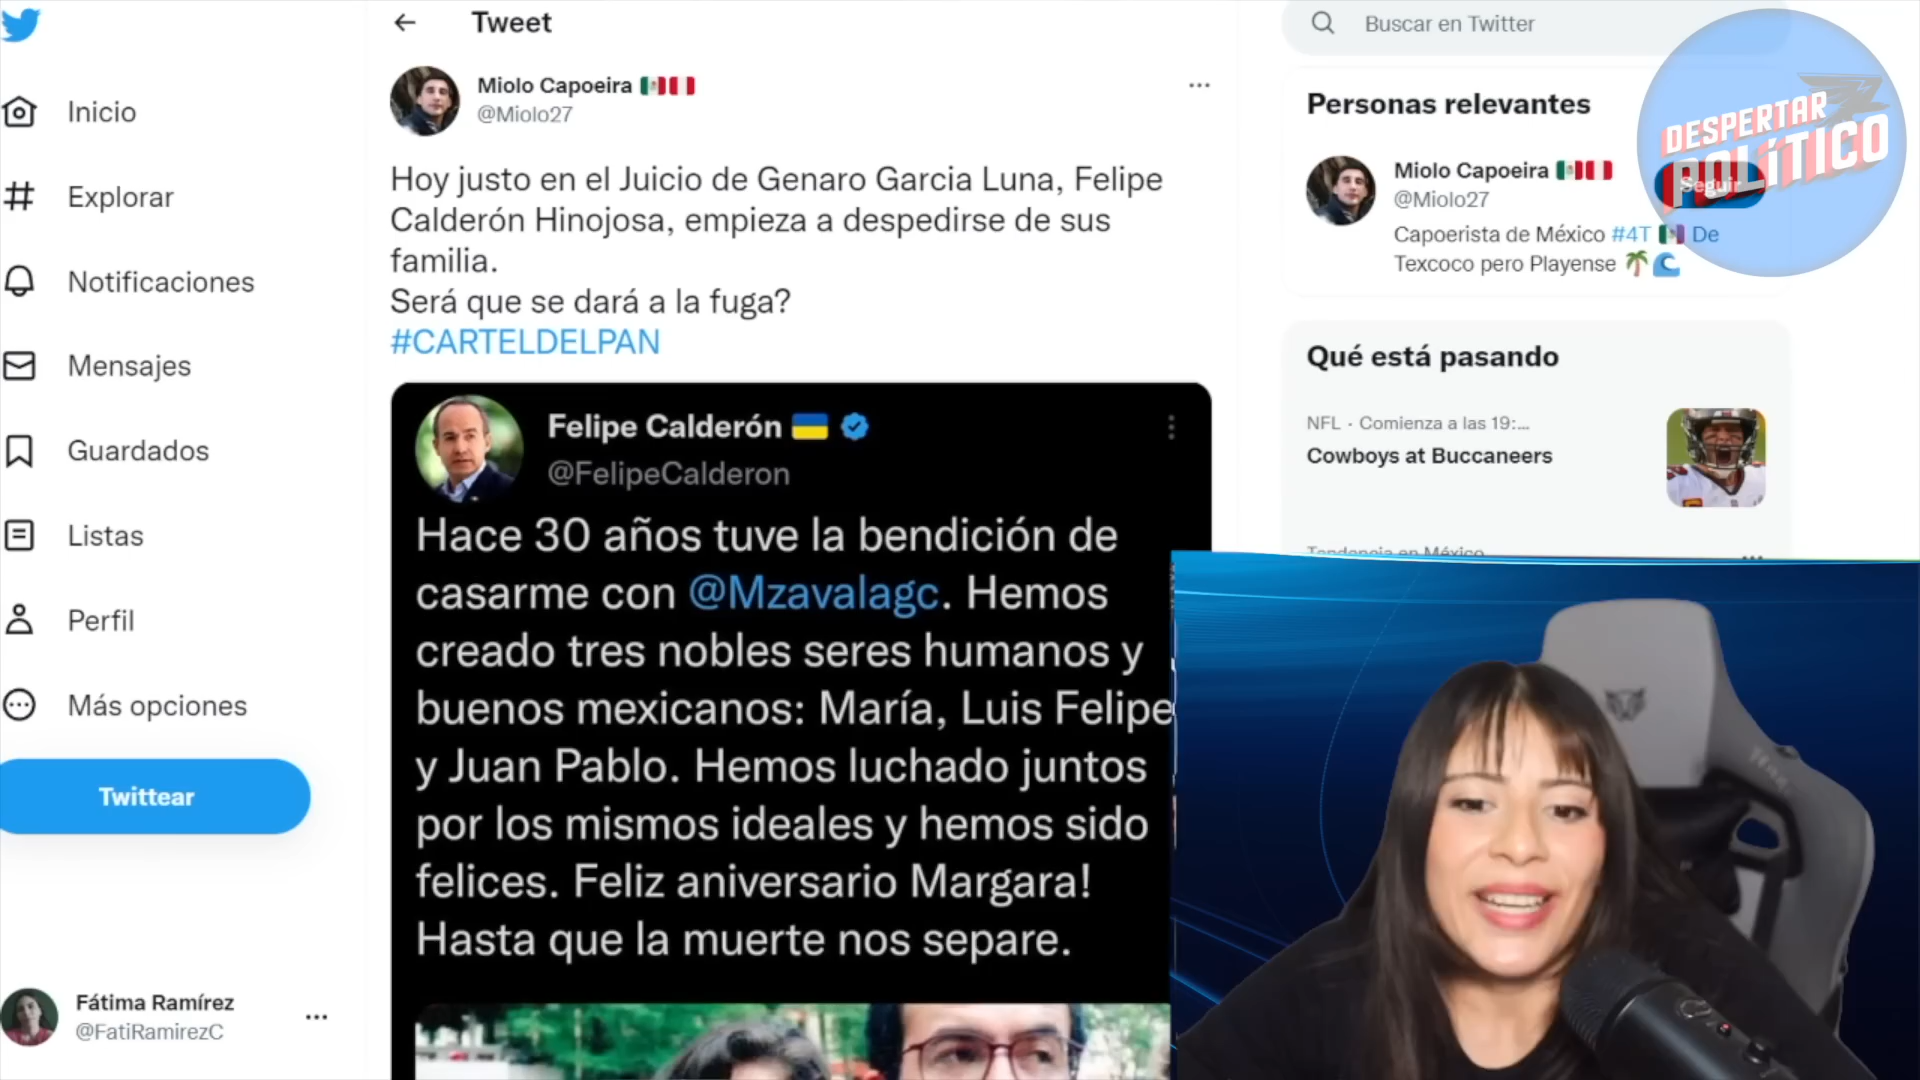 Inicio
Explorar
Notificaciones
Mensajes
Guardados
Listas
Perfil
Más opciones
Twittear
Fátima Ramírez
@FatiRamirezC
Tweet
Miolo Capoeira
@Miolo27
Hoy justo en el Juicio de Genaro Garcia Luna, Felipe
Calderón Hinojosa, empieza a despedirse de sus
familia.
Será que se dará a la fuga?
#CARTELDELPAN
Felipe Calderón
@FelipeCalderon
Hace 30 años tuve la bendición de
casarme con @Mzavalagc. Hemos
creado tres nobles seres humanos y
buenos mexicanos: María, Luis Felipe
y Juan Pablo. Hemos luchado juntos
por los mismos ideales y hemos sido
felices. Feliz aniversario Margara!
Hasta que la muerte nos separe.
Buscar en Twitter
Personas relevantes
Miolo Capoeira
@Miolo27
Seguir
Capoerista de México #4T De
Texcoco pero Playense
Qué está pasando
NFL · Comienza a las 19:...
Cowboys at Buccaneers
Tendencia en México
DESPERTAR
POLÍTICO